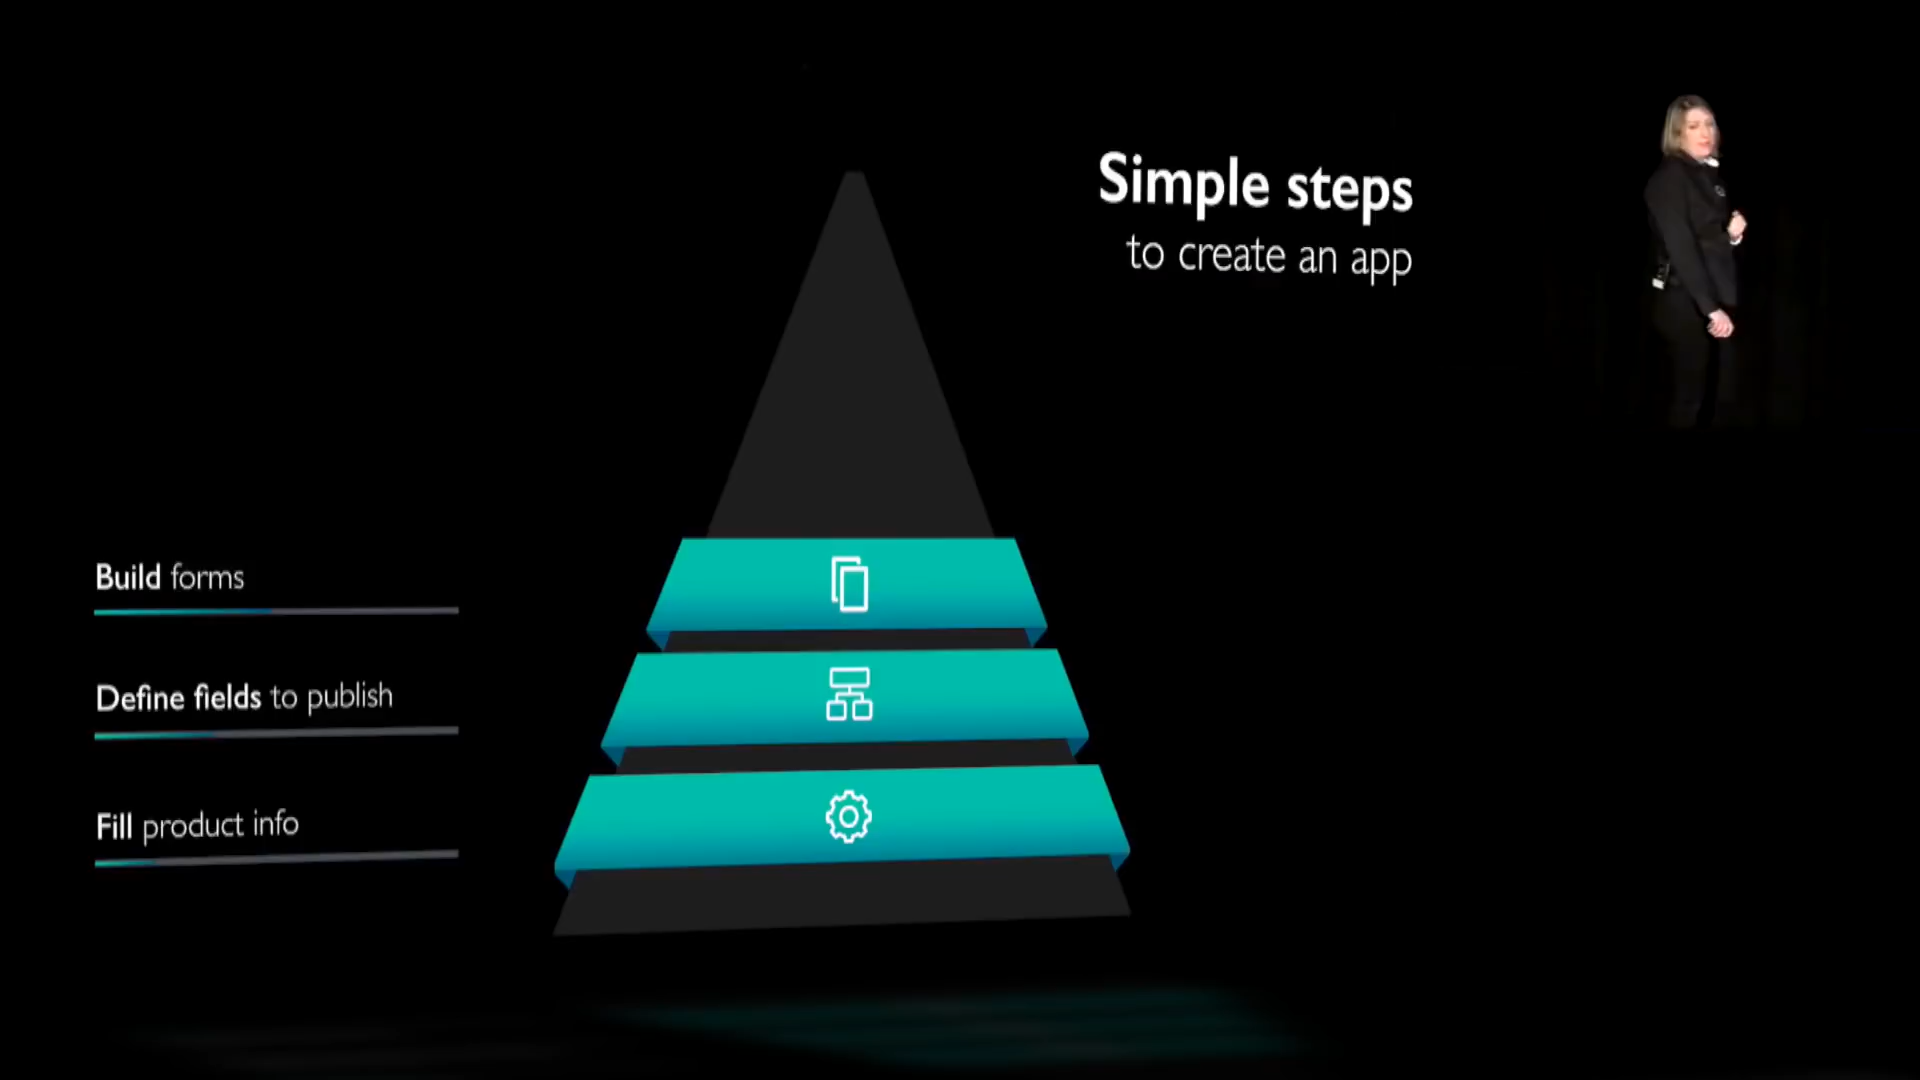 Simple steps
to create an app
Build forms
Define fields to publish
Fill product info